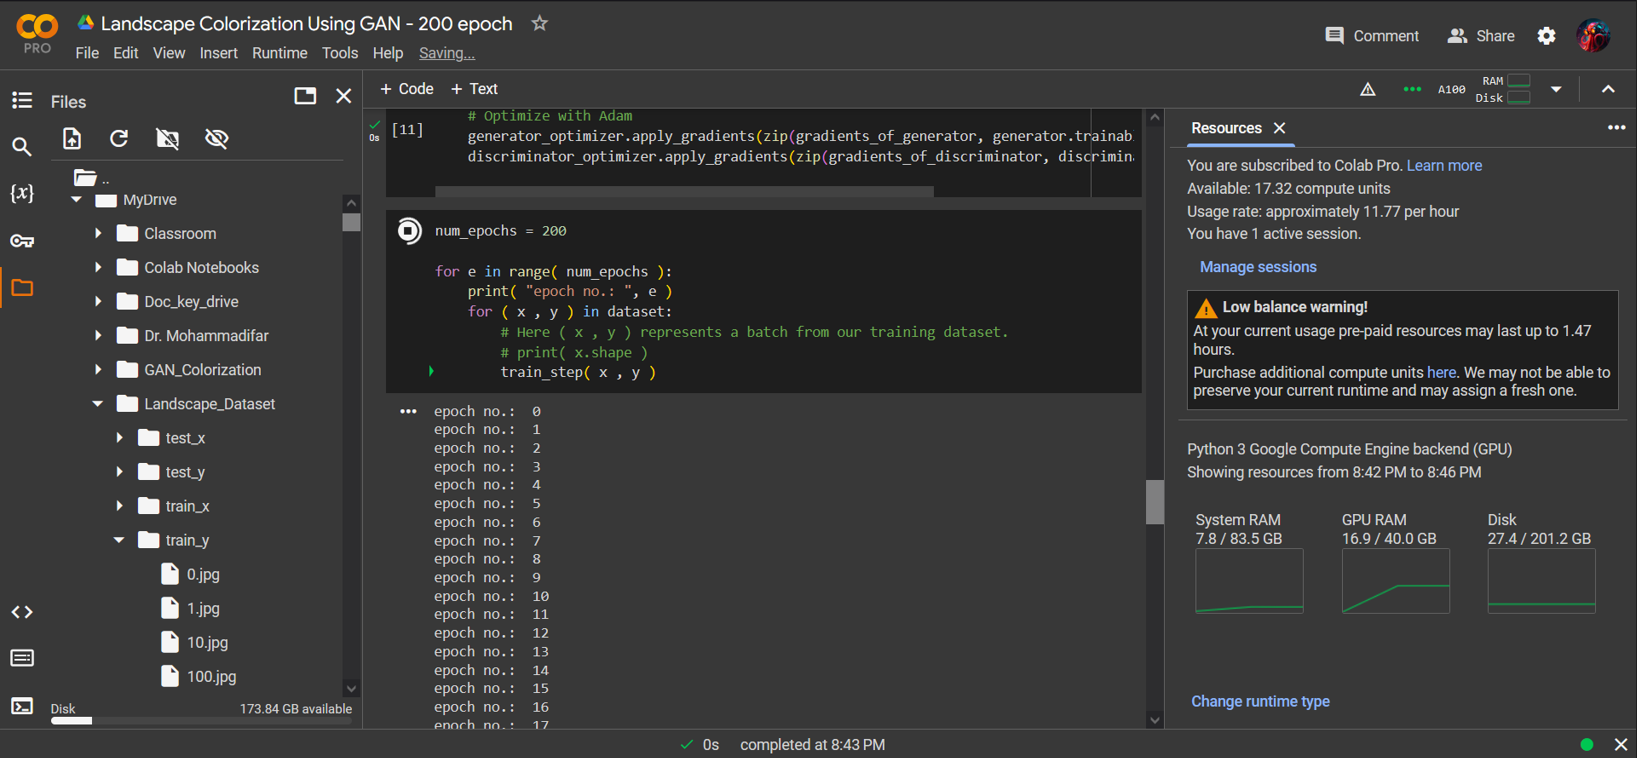 CO
PRO
Landscape Colorization Using GAN - 200 epoch
File Edit View Insert Runtime Tools Help Saving...
Comment
Share
Files
..
MyDrive
Classroom
Colab Notebooks
Doc_key_drive
Dr. Mohammadifar
GAN_Colorization
Landscape_Dataset
test_x
test_y
train_x
train_y
0.jpg
1.jpg
10.jpg
100.jpg
{x}
Disk 173.84 GB available
+ Code + Text
A100
RAM
Disk
0s
[11]
# Optimize with Adam
generator_optimizer.apply_gradients(zip(gradients_of_generator, generator.trainab
discriminator_optimizer.apply_gradients(zip(gradients_of_discriminator, discrimina
num_epochs = 200
for e in range( num_epochs ):
print( "epoch no.: ", e )
for ( x , y ) in dataset:
# Here ( x , y ) represents a batch from our training dataset.
# print( x.shape )
train_step( x , y )
epoch no.: 0
epoch no.: 1
epoch no.: 2
epoch no.: 3
epoch no.: 4
epoch no.: 5
epoch no.: 6
epoch no.: 7
epoch no.: 8
epoch no.: 9
epoch no.: 10
epoch no.: 11
epoch no.: 12
epoch no.: 13
epoch no.: 14
epoch no.: 15
epoch no.: 16
epoch no.: 17
Resources
You are subscribed to Colab Pro. Learn more
Available: 17.32 compute units
Usage rate: approximately 11.77 per hour
You have 1 active session.
Manage sessions
Low balance warning!
At your current usage pre-paid resources may last up to 1.47
hours.
Purchase additional compute units here. We may not be able to
preserve your current runtime and may assign a fresh one.
Python 3 Google Compute Engine backend (GPU)
Showing resources from 8:42 PM to 8:46 PM
System RAM
7.8 / 83.5 GB
GPU RAM
16.9 / 40.0 GB
Disk
27.4 / 201.2 GB
Change runtime type
0s completed at 8:43 PM